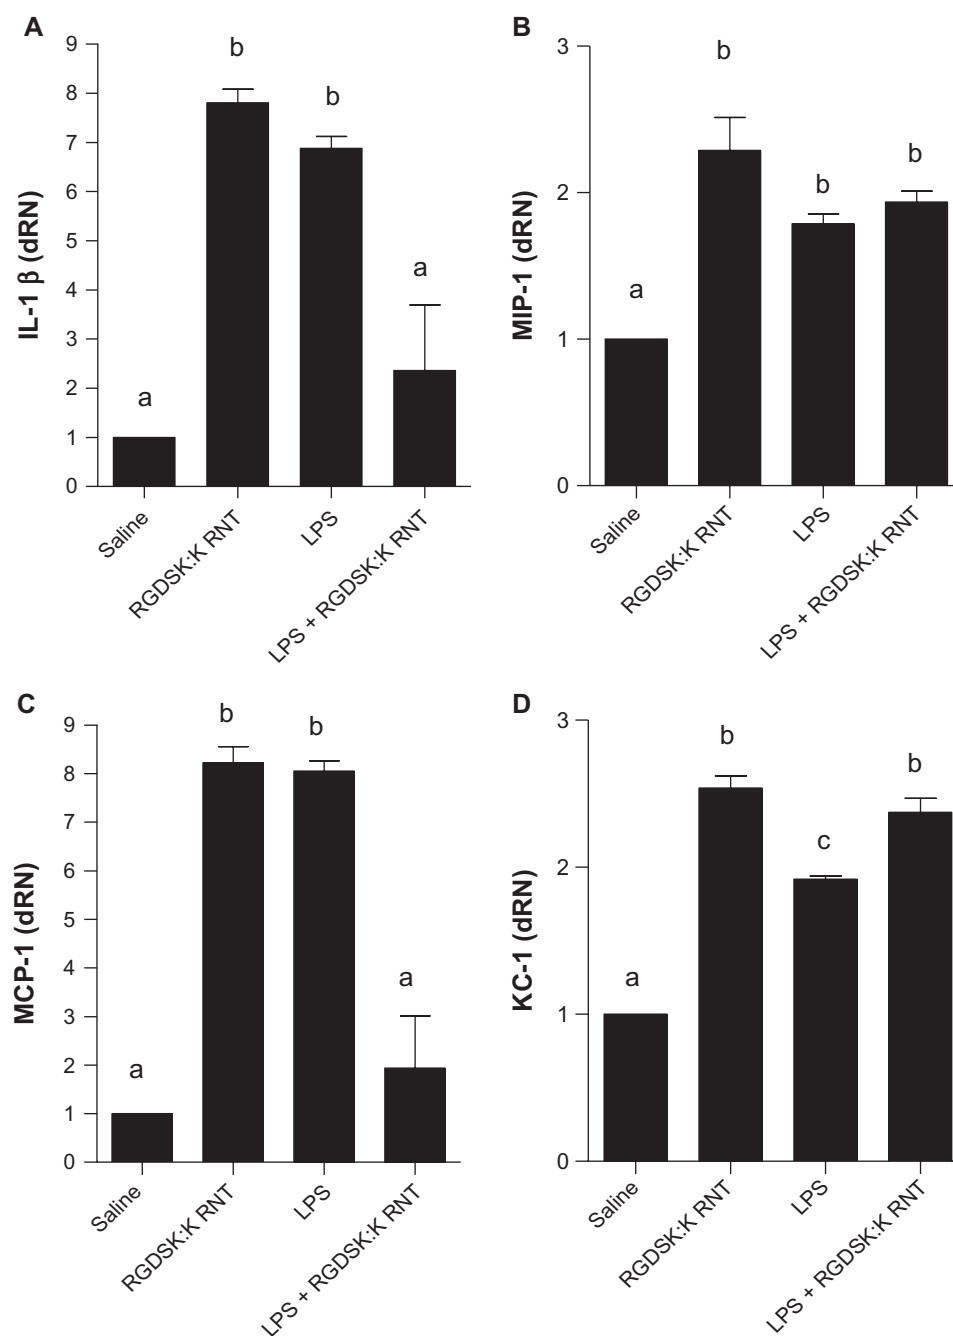 A
9
8
7
6
5
4
3
2
1
0
IL-1 β (dRN)
b
b
a
a
Saline
RGDSK:K RNT
LPS
LPS + RGDSK:K RNT
B
3
2
1
0
MIP-1 (dRN)
b
b
b
a
Saline
RGDSK:K RNT
LPS
LPS + RGDSK:K RNT
C
9
8
7
6
5
4
3
2
1
0
MCP-1 (dRN)
b
b
a
a
Saline
RGDSK:K RNT
LPS
LPS + RGDSK:K RNT
D
3
2
1
0
KC-1 (dRN)
b
b
c
a
Saline
RGDSK:K RNT
LPS
LPS + RGDSK:K RNT